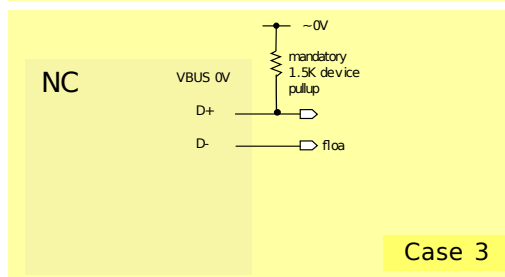 ~0V
mandatory
1.5K device
pullup
NC
VBUS 0V
D+
D-
floa
Case 3